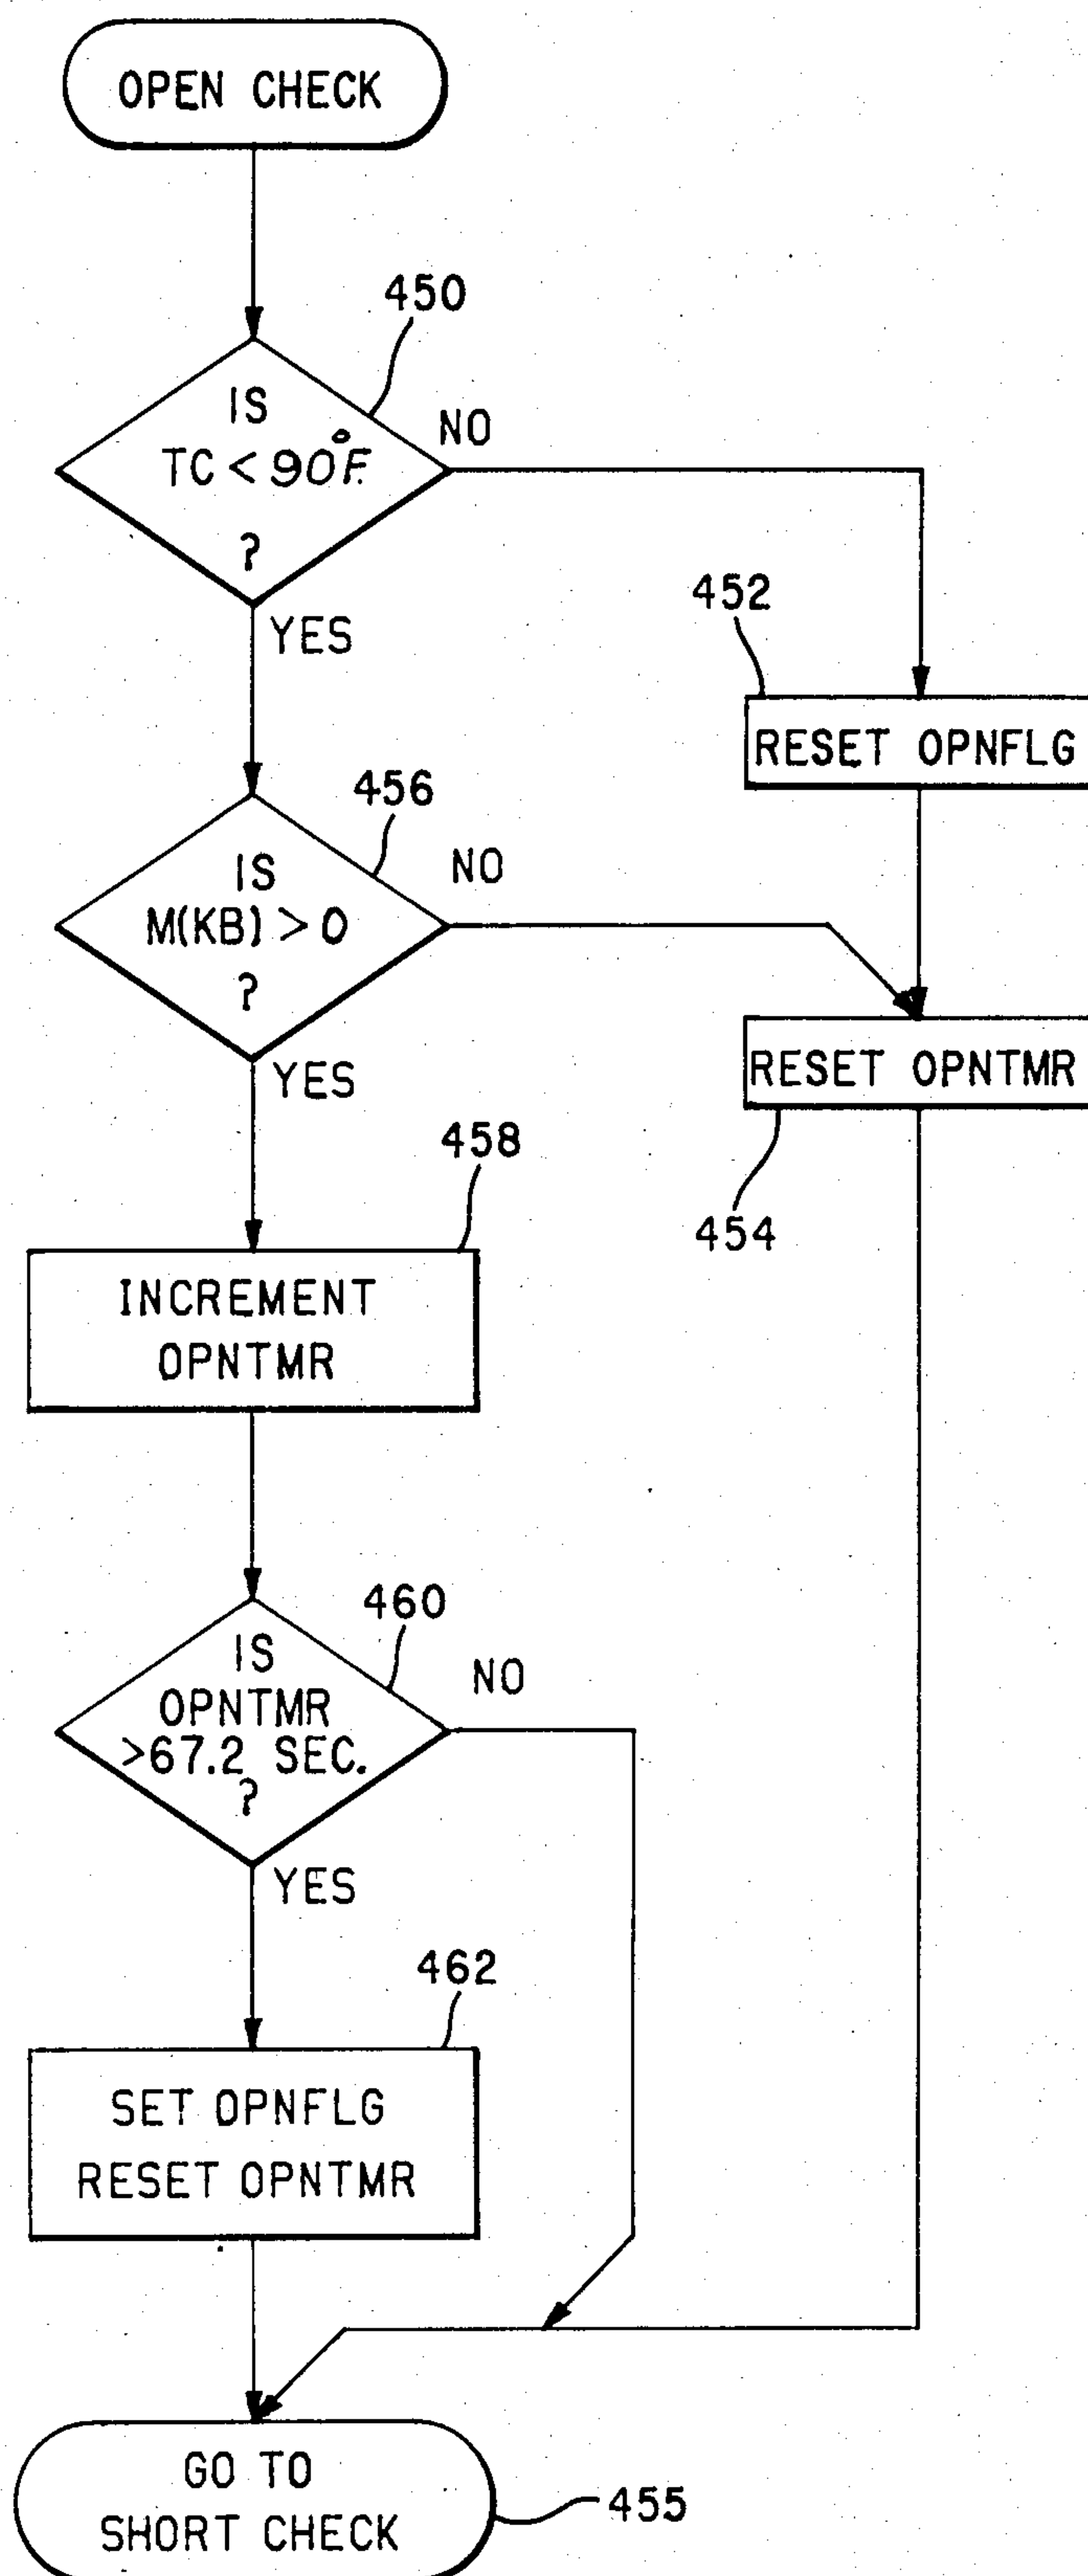 OPEN CHECK
450
IS
TC < 90°F.
?
NO
YES
452
RESET OPNFLG
456
IS
M(KB) > 0
?
NO
YES
RESET OPNTMR
454
458
INCREMENT
OPNTMR
460
IS
OPNTMR
>67.2 SEC.
?
NO
YES
462
SET OPNFLG
RESET OPNTMR
GO TO
SHORT CHECK
455